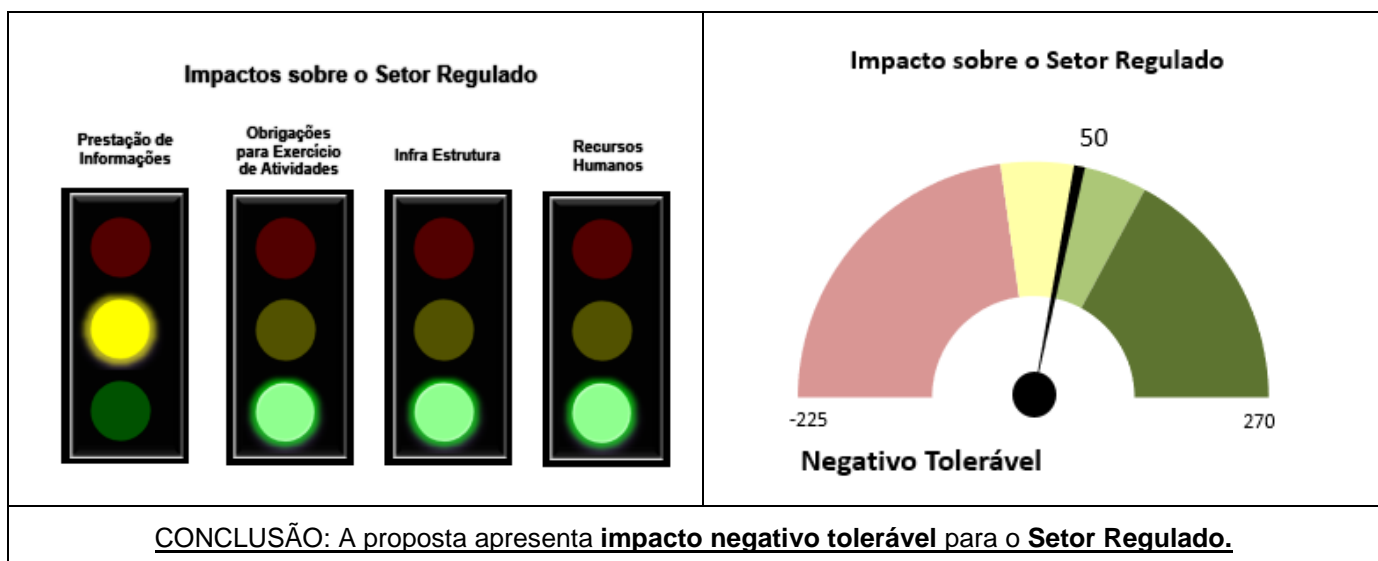 Impactos sobre o Setor Regulado
Prestação de
Informações
Obrigações
para Exercício
de Atividades
Infra Estrutura
Recursos
Humanos
Impacto sobre o Setor Regulado
50
-225
270
Negativo Tolerável
CONCLUSÃO: A proposta apresenta impacto negativo tolerável para o Setor Regulado.